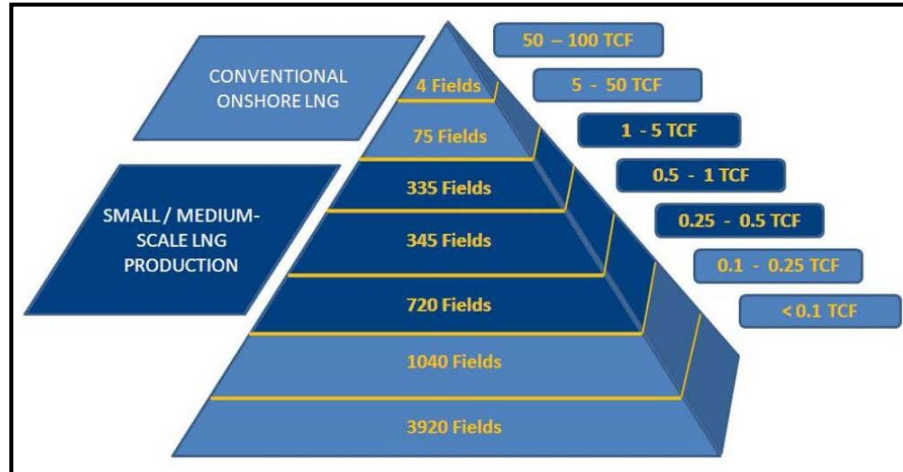 CONVENTIONAL
ONSHORE LNG
SMALL / MEDIUM-
SCALE LNG
PRODUCTION
4 Fields
75 Fields
335 Fields
345 Fields
720 Fields
1040 Fields
3920 Fields
50 – 100 TCF
5 - 50 TCF
1 - 5 TCF
0.5 - 1 TCF
0.25 - 0.5 TCF
0.1 - 0.25 TCF
< 0.1 TCF